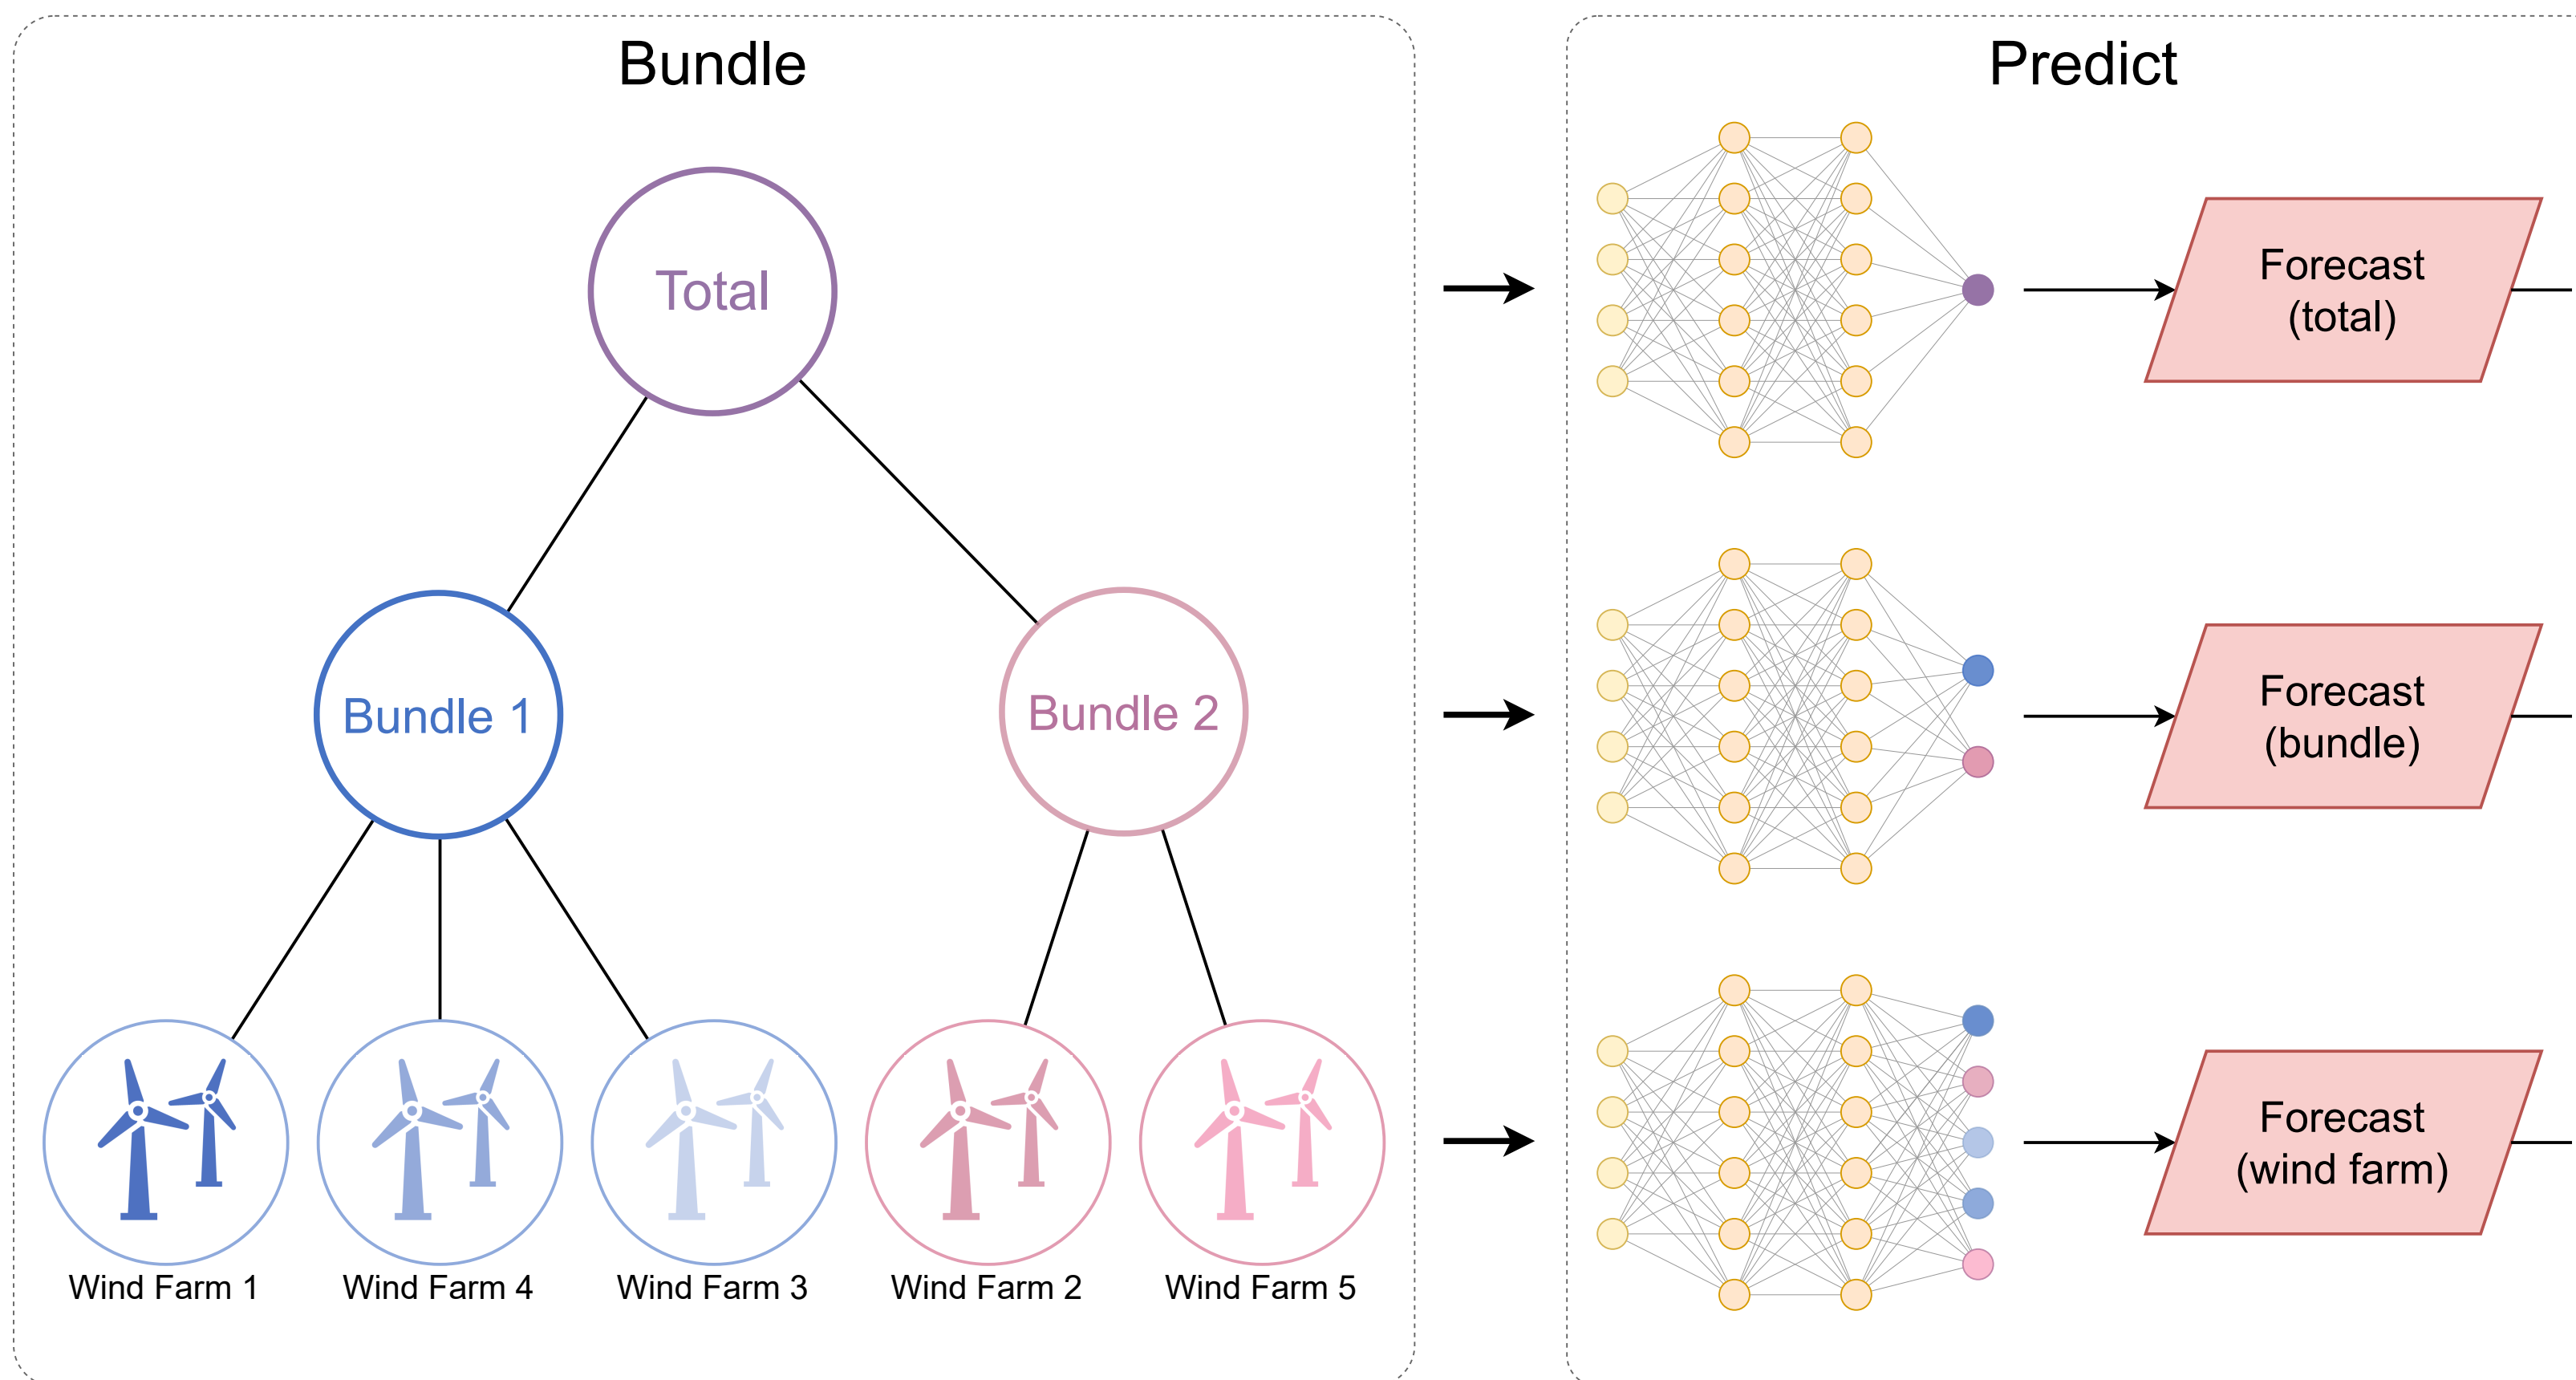 Bundle
Total
Bundle 1
Bundle 2
Wind Farm 1
Wind Farm 4
Wind Farm 3
Wind Farm 2
Wind Farm 5
Predict
Forecast
(total)
Forecast
(bundle)
Forecast
(wind farm)